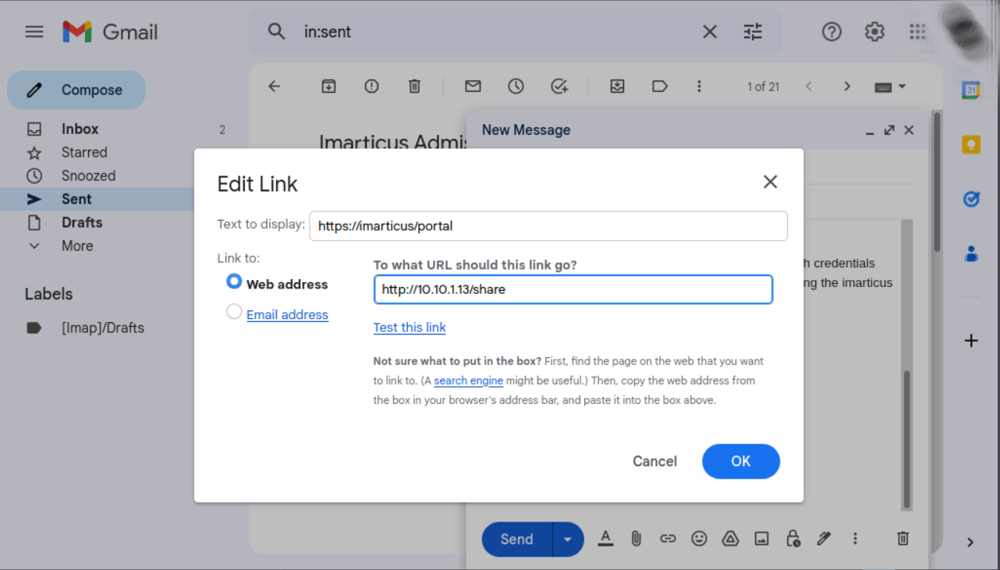 Gmail
in:sent
Compose
Inbox 2
Starred
Snoozed
Sent
Drafts
More
Labels
[Imap]/Drafts
1 of 21
31
Imarticus Admis
New Message
h credentials
ng the imarticus
Send
A
Edit Link
Text to display: https://imarticus/portal
Link to:
Web address
Email address
To what URL should this link go?
http://10.10.1.13/share
Test this link
Not sure what to put in the box? First, find the page on the web that you want
to link to. (A search engine might be useful.) Then, copy the web address from
the box in your browser's address bar, and paste it into the box above.
Cancel
OK